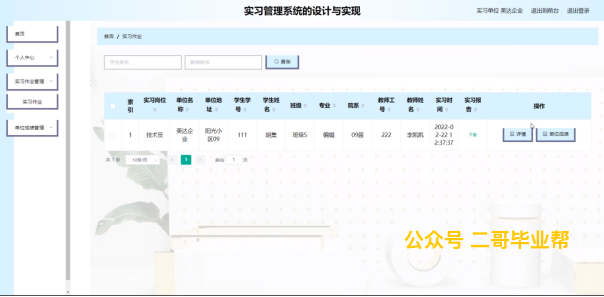 实习管理系统的设计与实现
实习单位 美达企业 退出到前台 退出登录
首页
个人中心
实习作业管理
实习作业
单位成绩管理
首页 / 实习作业
学生姓名 教师姓名 查询
索引 实习岗位 单位名称 单位地址 学生学号 学生姓名 班级 专业 院系 教师工号 教师姓名 实习时间 实习报告 操作
1 技术员 美达企业 阳光小区09 111 胡集 班级5 编辑 09届 222 李凯凯 2022-02-22 12:37:37 下载 详情 单位成绩
共 1 条 10条/页 1 前往 1 页
公众号 二哥毕业帮